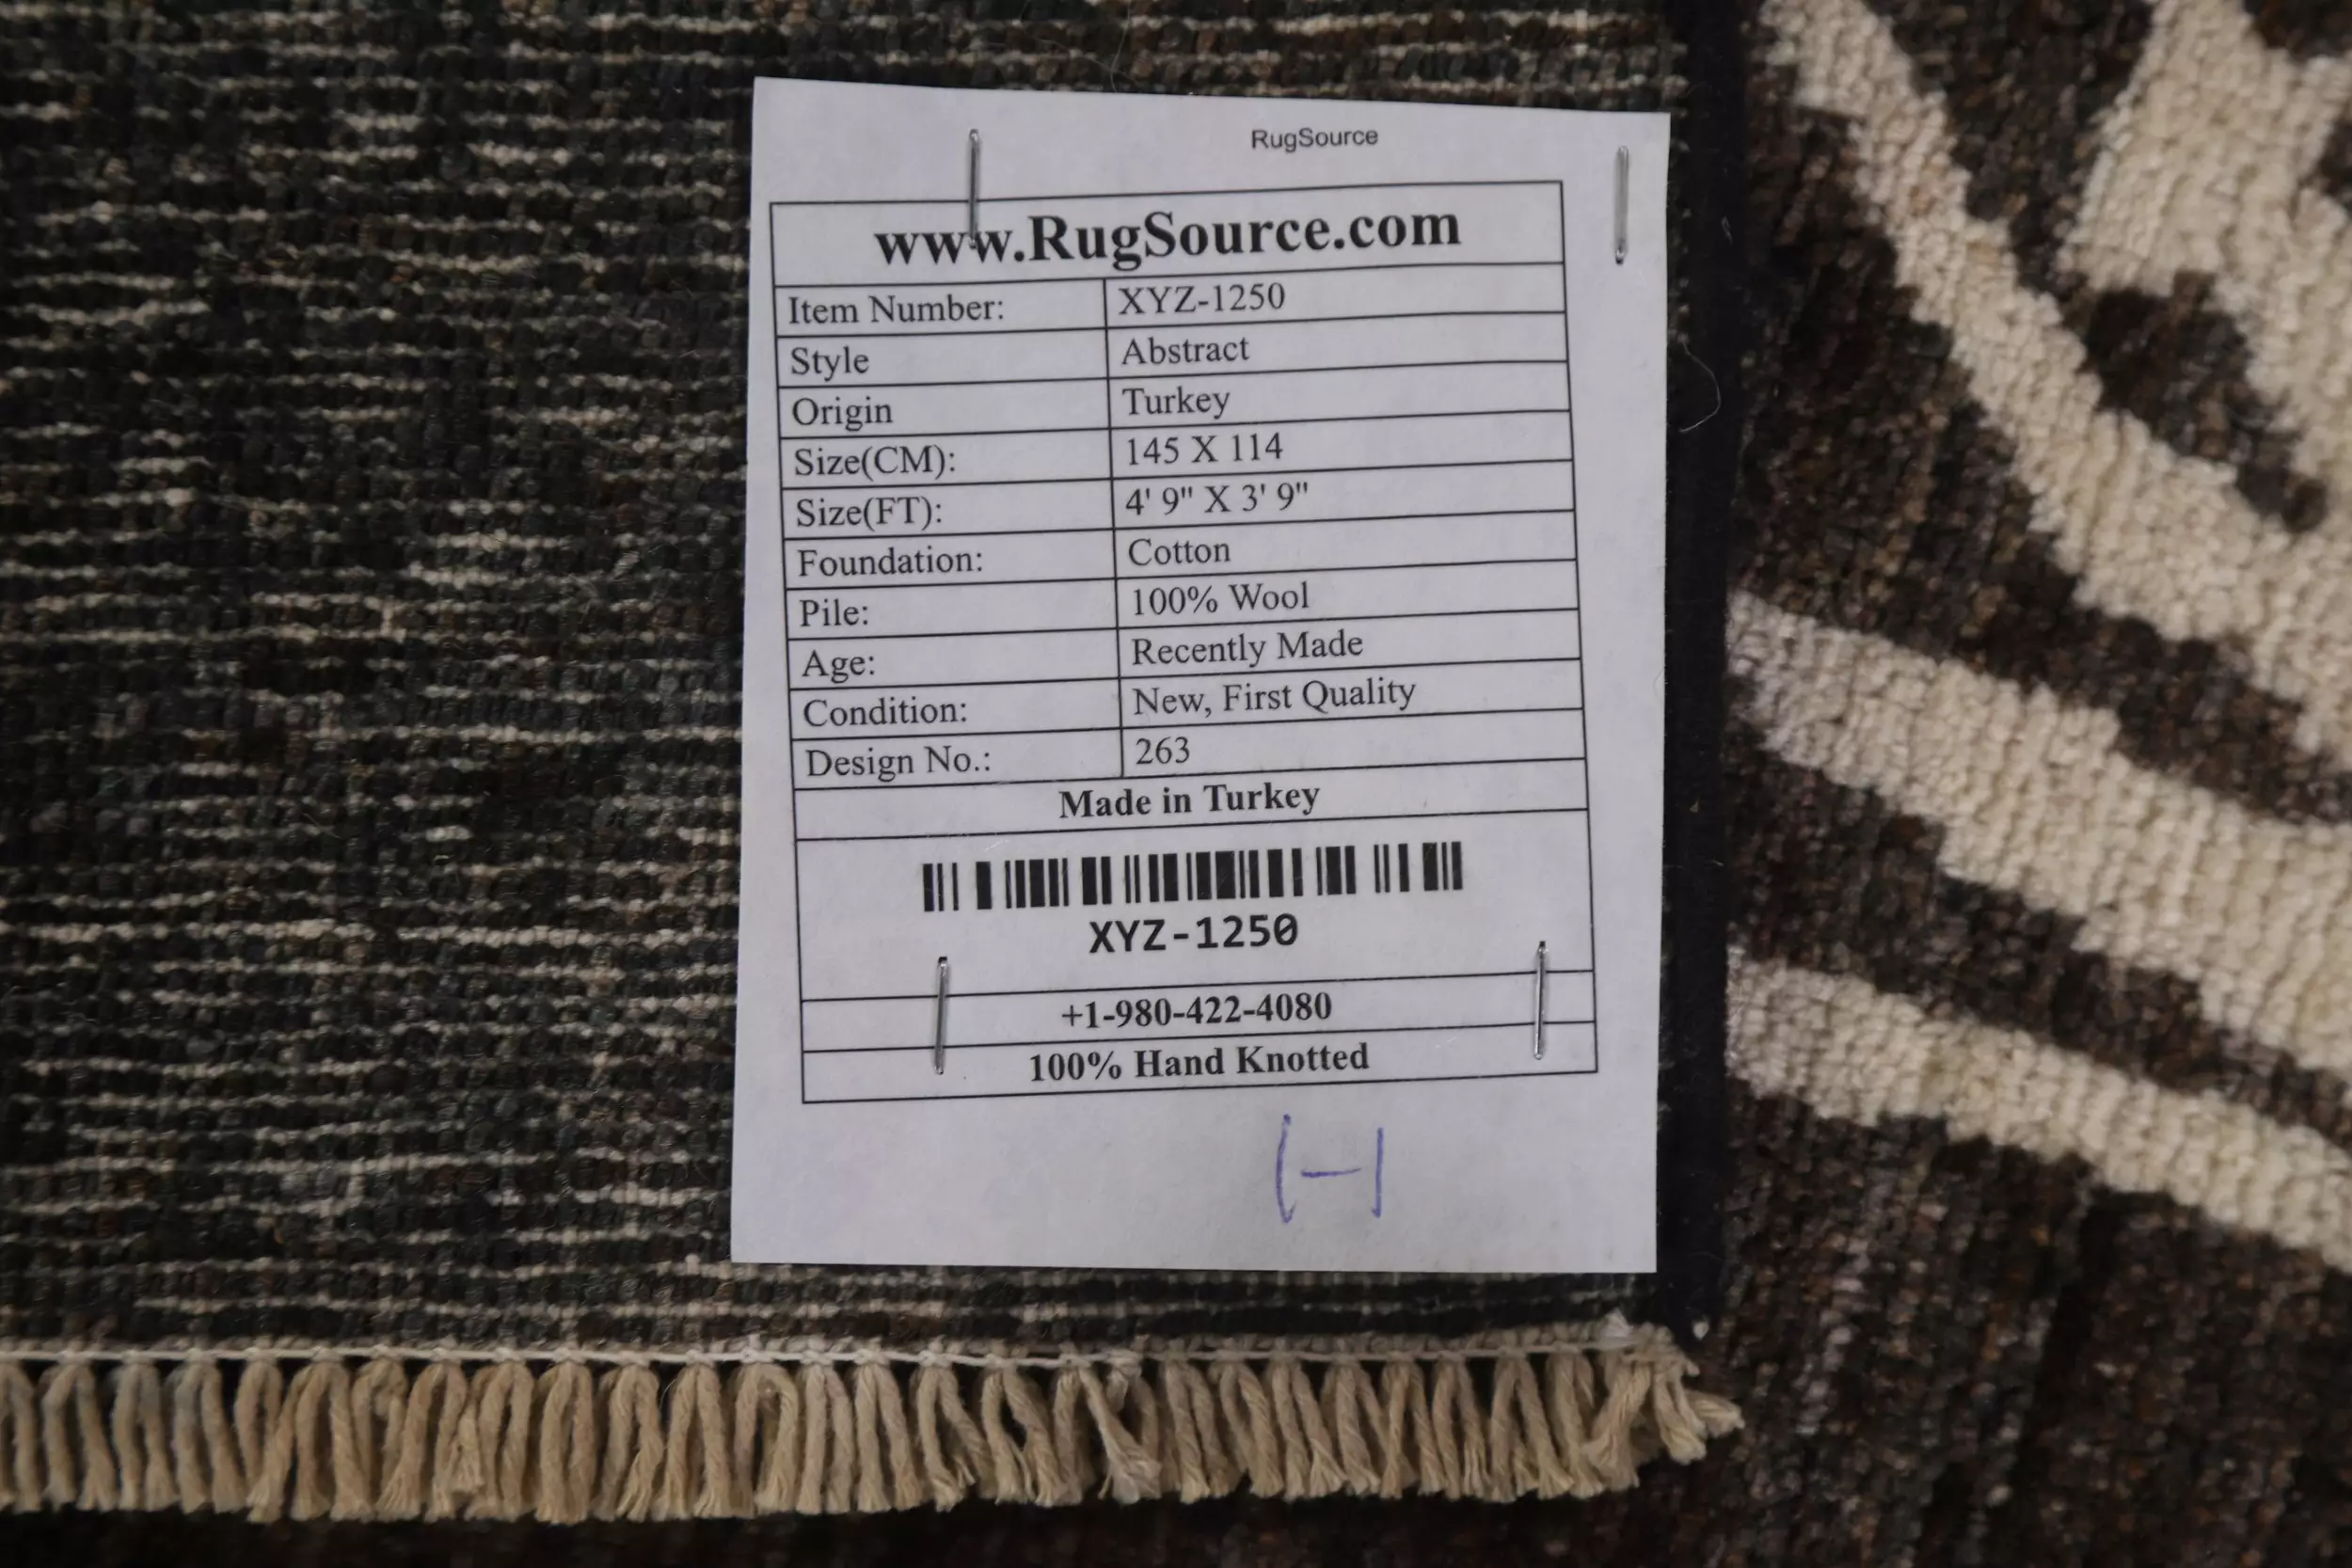 RugSource
www.RugSource.com
Item Number: XYZ-1250
Style Abstract
Origin Turkey
Size(CM): 145 X 114
Size(FT): 4' 9" X 3' 9"
Foundation: Cotton
Pile: 100% Wool
Age: Recently Made
Condition: New, First Quality
Design No.: 263
Made in Turkey
XYZ-1250
+1-980-422-4080
100% Hand Knotted